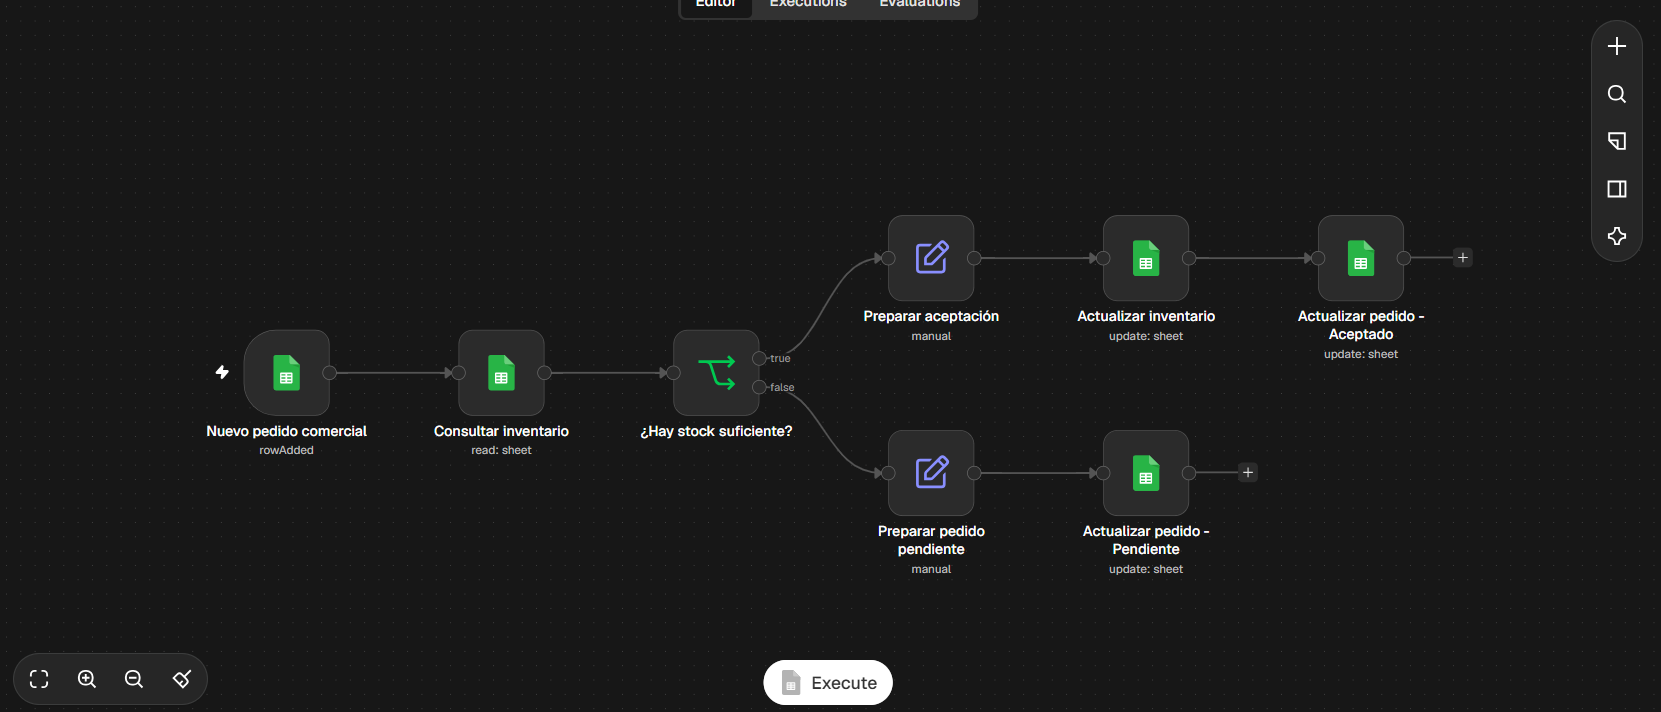 Editor Executions Evaluations
Preparar aceptación
manual
Actualizar inventario
update: sheet
Actualizar pedido -
Aceptado
update: sheet
true
false
Nuevo pedido comercial
rowAdded
Consultar inventario
read: sheet
¿Hay stock suficiente?
Preparar pedido
pendiente
manual
Actualizar pedido -
Pendiente
update: sheet
Execute